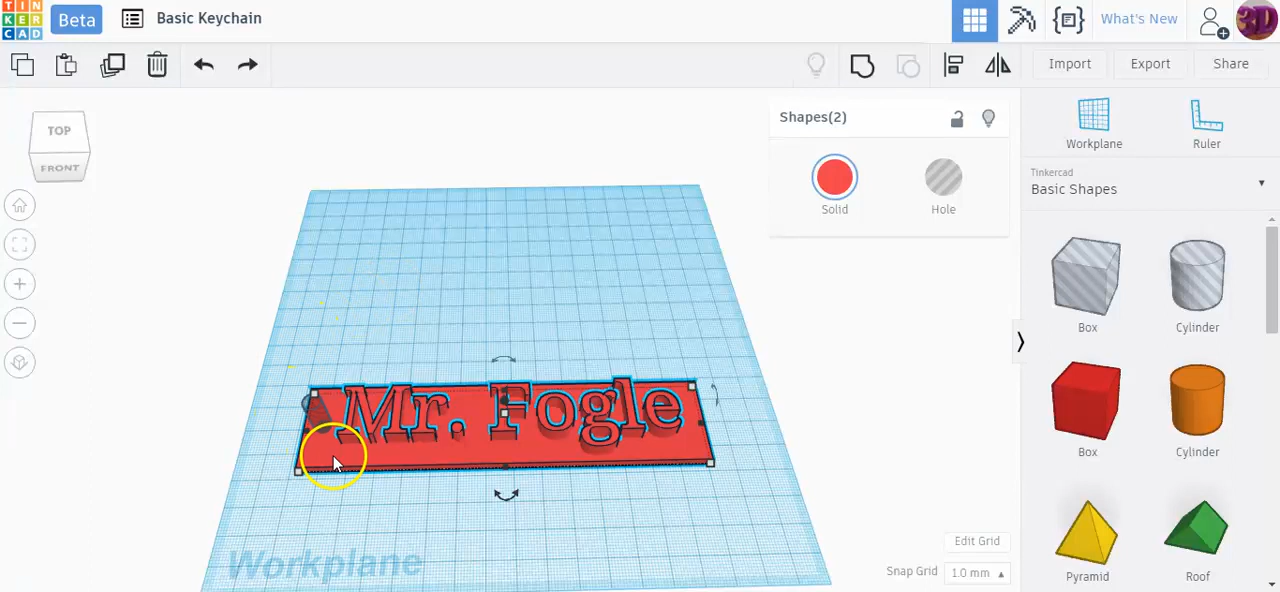 TIN
KER
CAD
Beta
Basic Keychain
What's New
3D
Import
Export
Share
TOP
FRONT
Shapes(2)
Solid
Hole
Workplane
Ruler
Tinkercad
Basic Shapes
Box
Cylinder
Box
Cylinder
Pyramid
Roof
Mr. Fogle
Workplane
Edit Grid
Snap Grid
1.0 mm